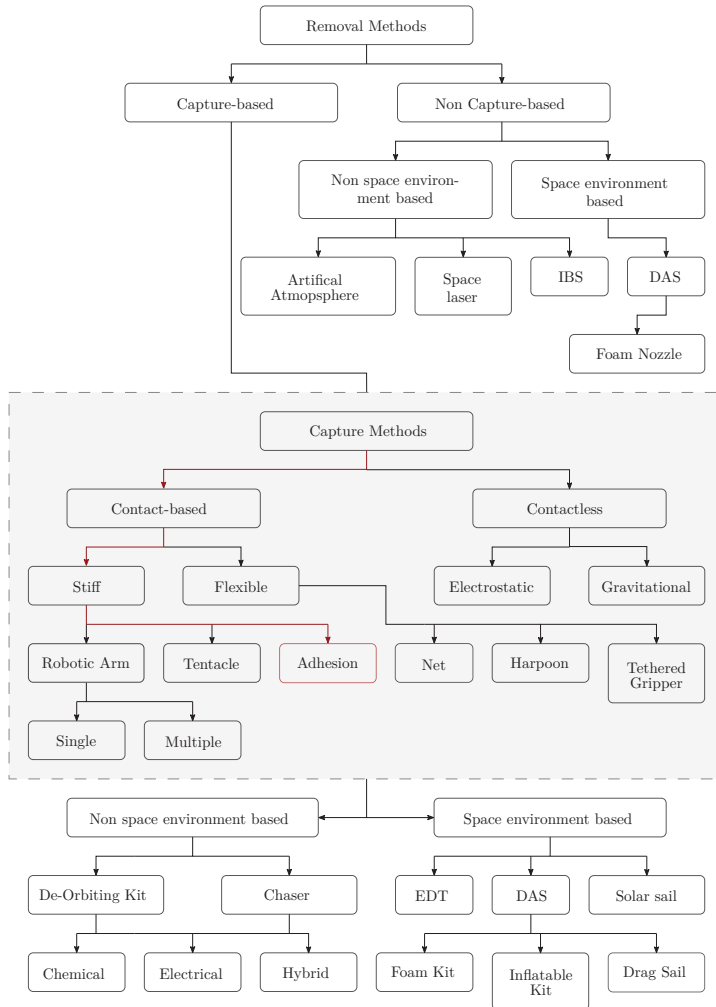 Removal Methods
Capture-based
Non Capture-based
Non space environ-
ment based
Space environment
based
Artifical
Atmopsphere
Space
laser
IBS
DAS
Foam Nozzle
Capture Methods
Contact-based
Contactless
Stiff
Flexible
Electrostatic
Gravitational
Robotic Arm
Tentacle
Adhesion
Net
Harpoon
Tethered
Gripper
Single
Multiple
Non space environment based
Space environment based
De-Orbiting Kit
Chaser
EDT
DAS
Solar sail
Chemical
Electrical
Hybrid
Foam Kit
Inflatable
Kit
Drag Sail